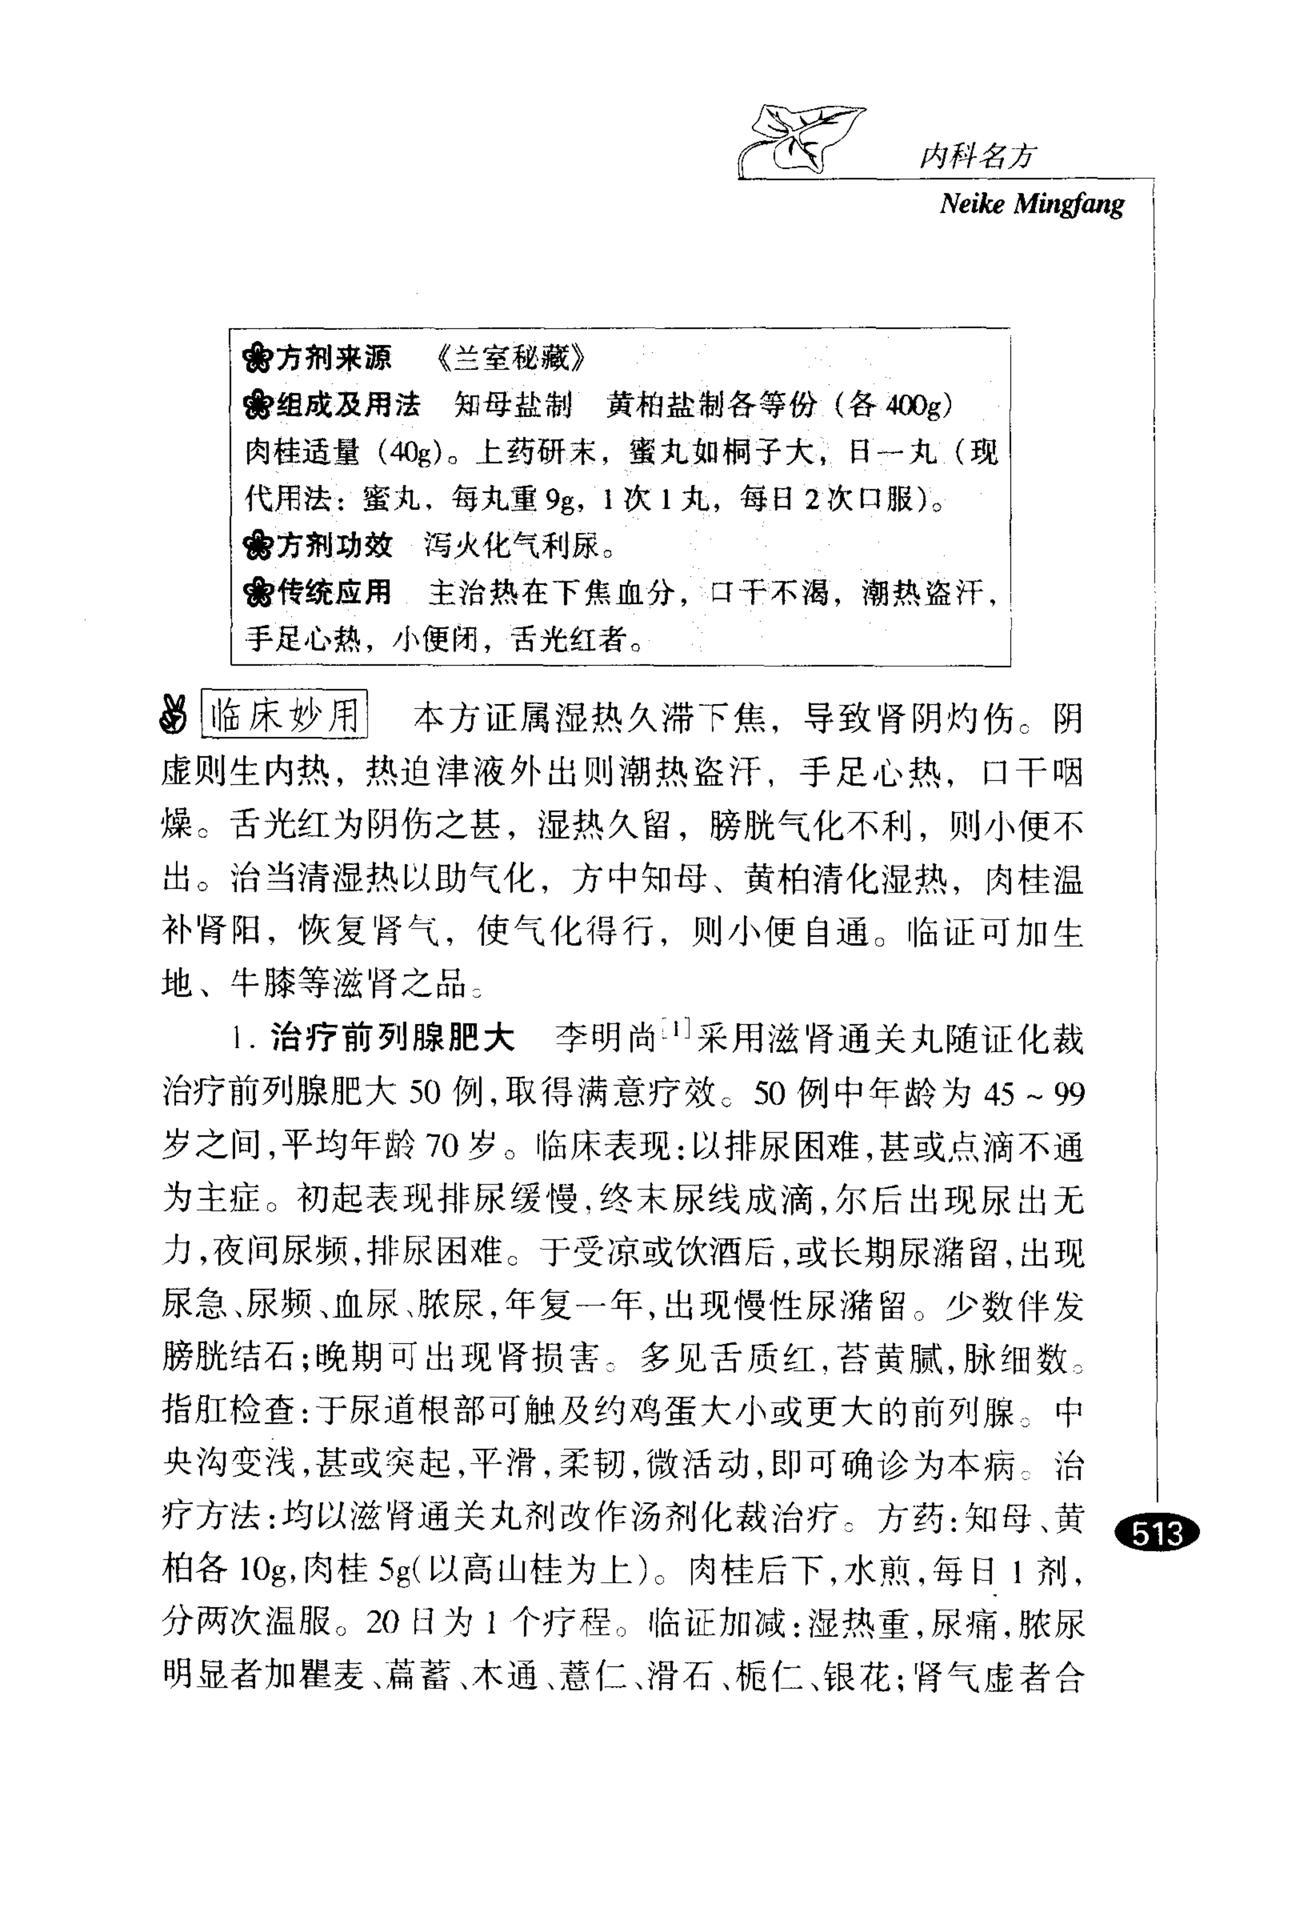 内科名方
Neike Mingfang
方剂来源 《兰室秘藏》
组成及用法 知母盐制 黄柏盐制各等份（各 400g）
肉桂适量（40g）。上药研末，蜜丸如桐子大，日一丸（现
代用法：蜜丸，每丸重 9g，1 次 1 丸，每日 2 次口服）。
方剂功效 泻火化气利尿。
传统应用 主治热在下焦血分，口干不渴，潮热盗汗，
手足心热，小便闭，舌光红者。
临床妙用 本方证属湿热久滞下焦，导致肾阴灼伤。阴
虚则生内热，热迫津液外出则潮热盗汗，手足心热，口干咽
燥。舌光红为阴伤之甚，湿热久留，膀胱气化不利，则小便不
出。治当清湿热以助气化，方中知母、黄柏清化湿热，肉桂温
补肾阳，恢复肾气，使气化得行，则小便自通。临证可加生
地、牛膝等滋肾之品。
1. 治疗前列腺肥大 李明尚[1]采用滋肾通关丸随证化裁
治疗前列腺肥大 50 例,取得满意疗效。50 例中年龄为 45 ~ 99
岁之间,平均年龄 70 岁。临床表现:以排尿困难,甚或点滴不通
为主症。初起表现排尿缓慢,终末尿线成滴,尔后出现尿出无
力,夜间尿频,排尿困难。于受凉或饮酒后,或长期尿潴留,出现
尿急、尿频、血尿、脓尿,年复一年,出现慢性尿潴留。少数伴发
膀胱结石;晚期可出现肾损害。多见舌质红,苔黄腻,脉细数。
指肛检查:于尿道根部可触及约鸡蛋大小或更大的前列腺。中
央沟变浅,甚或突起,平滑,柔韧,微活动,即可确诊为本病。治
疗方法:均以滋肾通关丸剂改作汤剂化裁治疗。方药:知母、黄
柏各 10g,肉桂 5g(以高山桂为上)。肉桂后下,水煎,每日 1 剂,
分两次温服。20 日为 1 个疗程。临证加减:湿热重,尿痛,脓尿
明显者加瞿麦、萹蓄、木通、薏仁、滑石、栀仁、银花;肾气虚者合
513